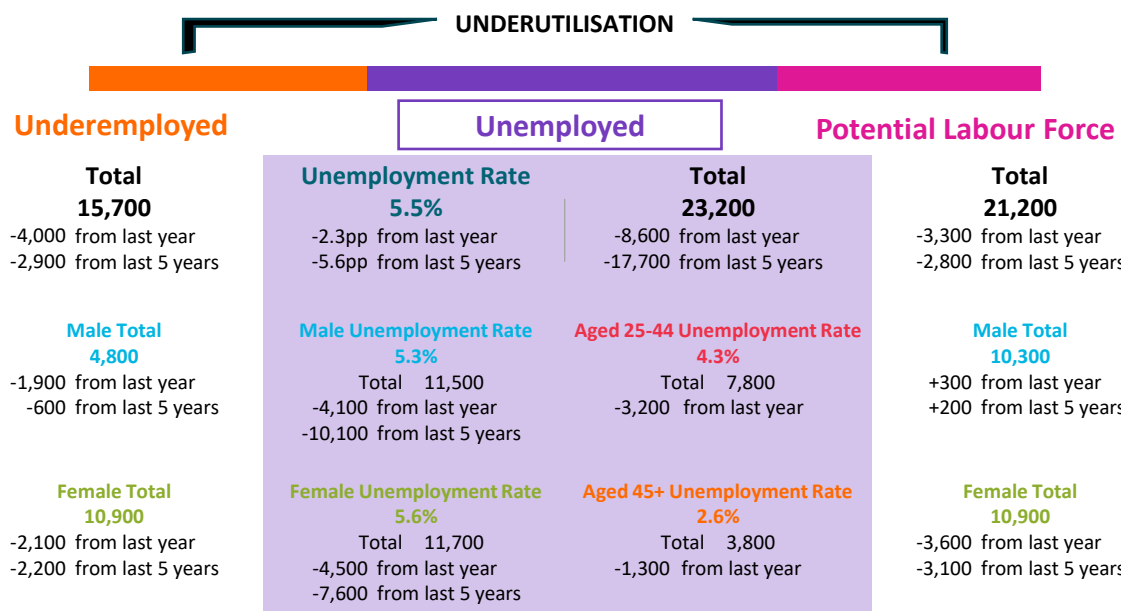 UNDERUTILISATION
Underemployed
Unemployed
Potential Labour Force
Total
15,700
-4,000 from last year
-2,900 from last 5 years
Unemployment Rate
5.5%
-2.3pp from last year
-5.6pp from last 5 years
Total
23,200
-8,600 from last year
-17,700 from last 5 years
Total
21,200
-3,300 from last year
-2,800 from last 5 years
Male Total
4,800
-1,900 from last year
-600 from last 5 years
Male Unemployment Rate
5.3%
Total 11,500
-4,100 from last year
-10,100 from last 5 years
Aged 25-44 Unemployment Rate
4.3%
Total 7,800
-3,200 from last year
Male Total
10,300
+300 from last year
+200 from last 5 years
Female Total
10,900
-2,100 from last year
-2,200 from last 5 years
Female Unemployment Rate
5.6%
Total 11,700
-4,500 from last year
-7,600 from last 5 years
Aged 45+ Unemployment Rate
2.6%
Total 3,800
-1,300 from last year
Female Total
10,900
-3,600 from last year
-3,100 from last 5 years